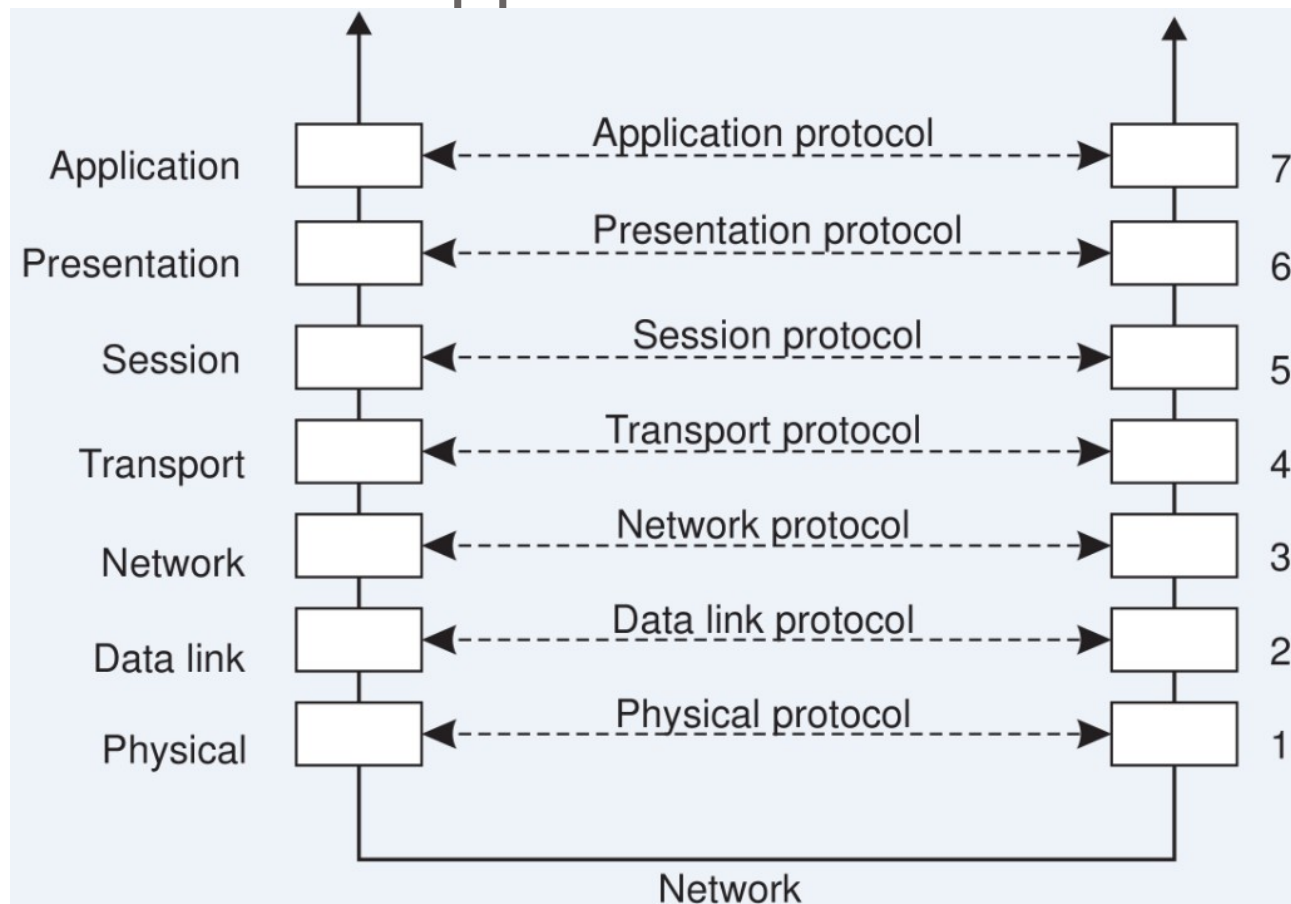 Application Application protocol 7
Presentation Presentation protocol 6
Session Session protocol 5
Transport Transport protocol 4
Network Network protocol 3
Data link Data link protocol 2
Physical Physical protocol 1
Network